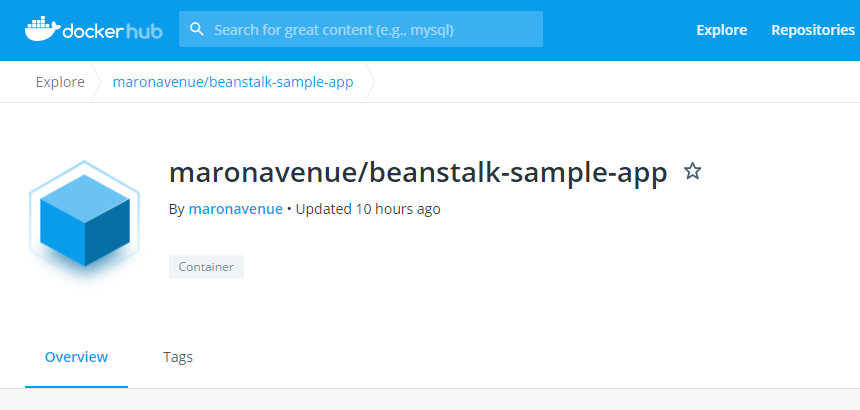 dockerhub Search for great content (e.g., mysql) Explore Repositories
Explore maronavenue/beanstalk-sample-app
maronavenue/beanstalk-sample-app
By maronavenue • Updated 10 hours ago
Container
Overview Tags